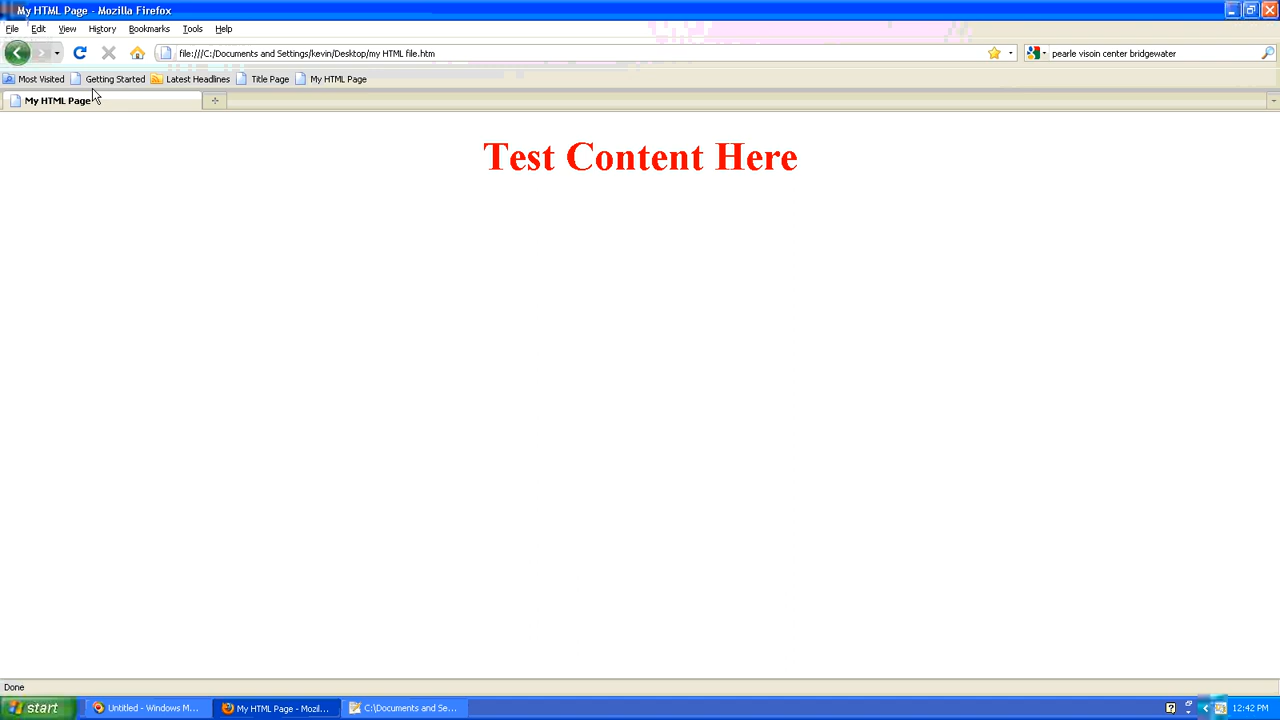 My HTML Page - Mozilla Firefox
File Edit View History Bookmarks Tools Help
file:///C:/Documents and Settings/kevin/Desktop/my HTML file.htm
pearle visoin center bridgewater
Most Visited Getting Started Latest Headlines Title Page My HTML Page
My HTML Page
Test Content Here
Done
start Untitled - Windows M... My HTML Page - Mozil... C:\Documents and Se... 12:42 PM